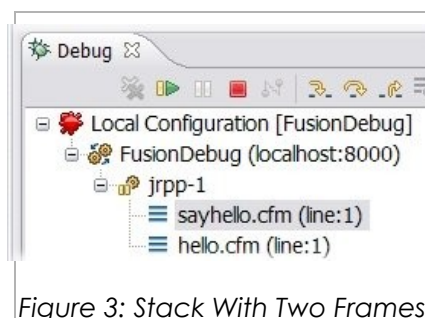 Debug
Local Configuration [FusionDebug]
FusionDebug (localhost:8000)
jrpp-1
sayhello.cfm (line:1)
hello.cfm (line:1)
Figure 3: Stack With Two Frames